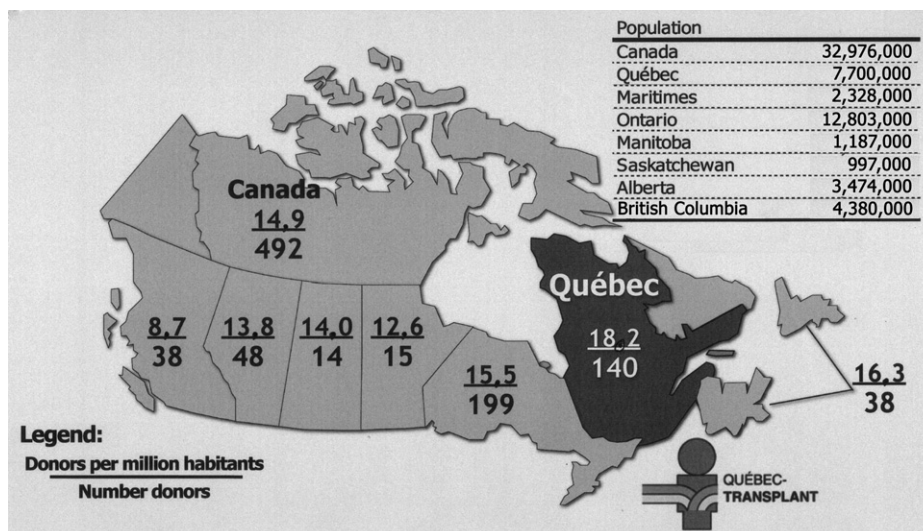 Population
Canada 32,976,000
Québec 7,700,000
Maritimes 2,328,000
Ontario 12,803,000
Manitoba 1,187,000
Saskatchewan 997,000
Alberta 3,474,000
British Columbia 4,380,000
Canada
14,9
492
Québec
18,2
140
8,7
38
13,8
48
14,0
14
12,6
15
15,5
199
16,3
38
Legend:
Donors per million habitants
Number donors
QUÉBEC-
TRANSPLANT